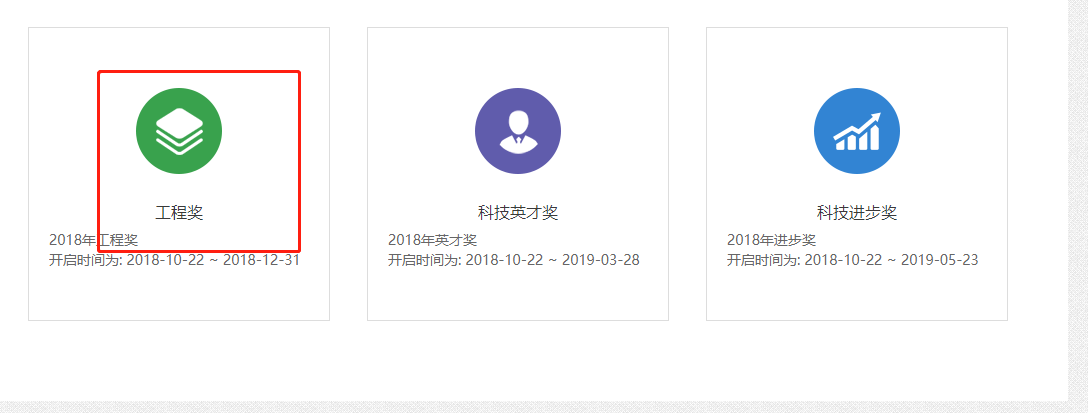 工程奖
2018年工程奖
开启时间为: 2018-10-22 ~ 2018-12-31
科技英才奖
2018年英才奖
开启时间为: 2018-10-22 ~ 2019-03-28
科技进步奖
2018年进步奖
开启时间为: 2018-10-22 ~ 2019-05-23